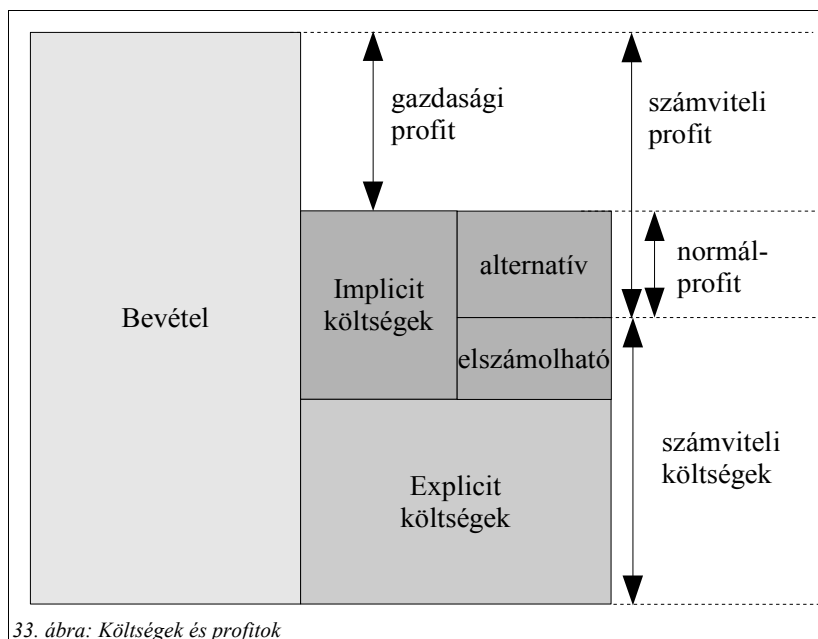 gazdasági
profit
számviteli
profit
Bevétel
Implicit
költségek
alternatív
elszámolható
normál-
profit
Explicit
költségek
számviteli
költségek
33. ábra: Költségek és profitok